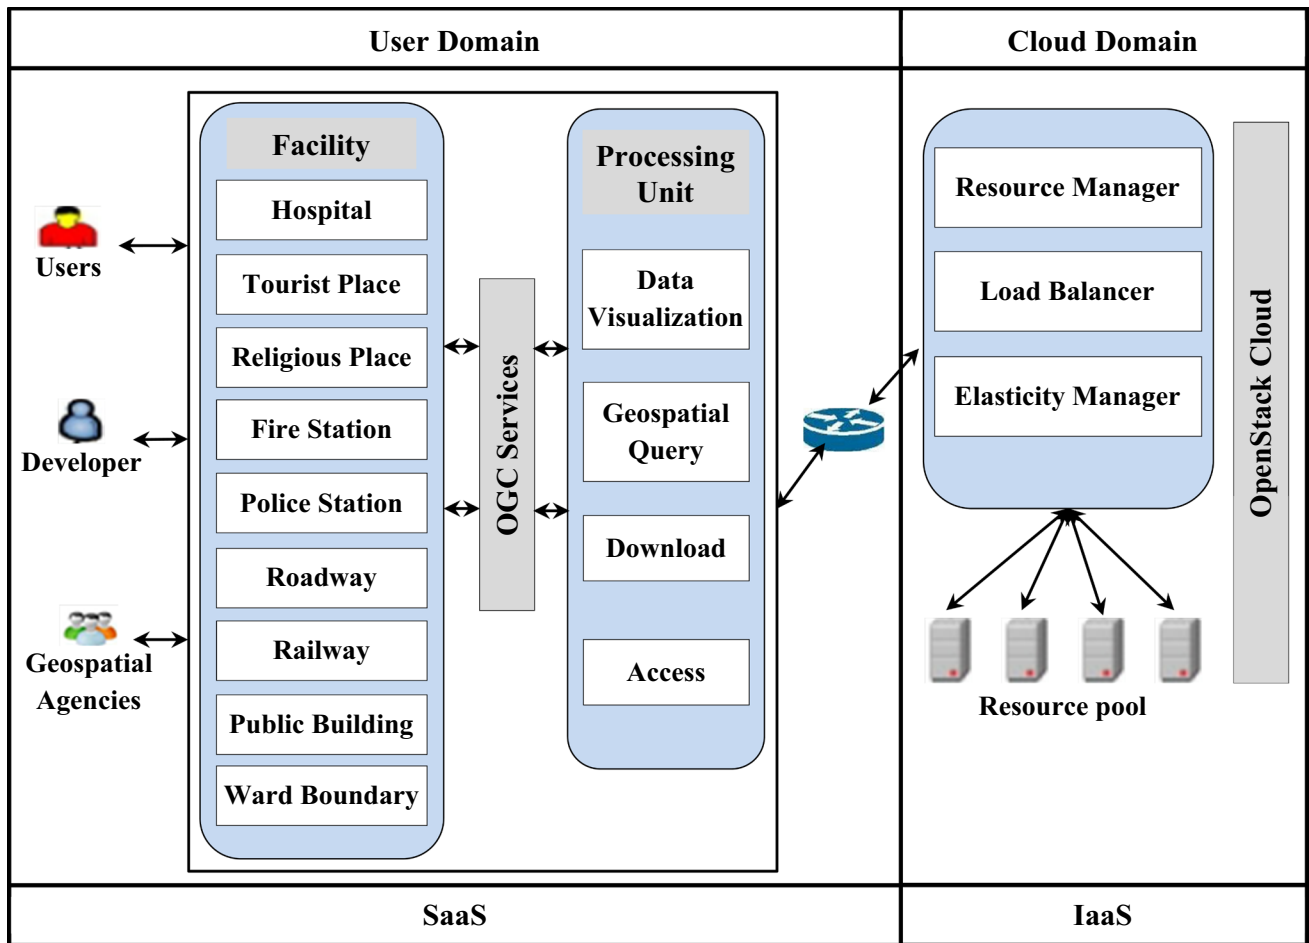 User Domain
Cloud Domain
Users
Developer
Geospatial
Agencies
Facility
Hospital
Tourist Place
Religious Place
Fire Station
Police Station
Roadway
Railway
Public Building
Ward Boundary
OGC Services
Processing
Unit
Data
Visualization
Geospatial
Query
Download
Access
Resource Manager
Load Balancer
Elasticity Manager
Resource pool
OpenStack Cloud
SaaS
IaaS